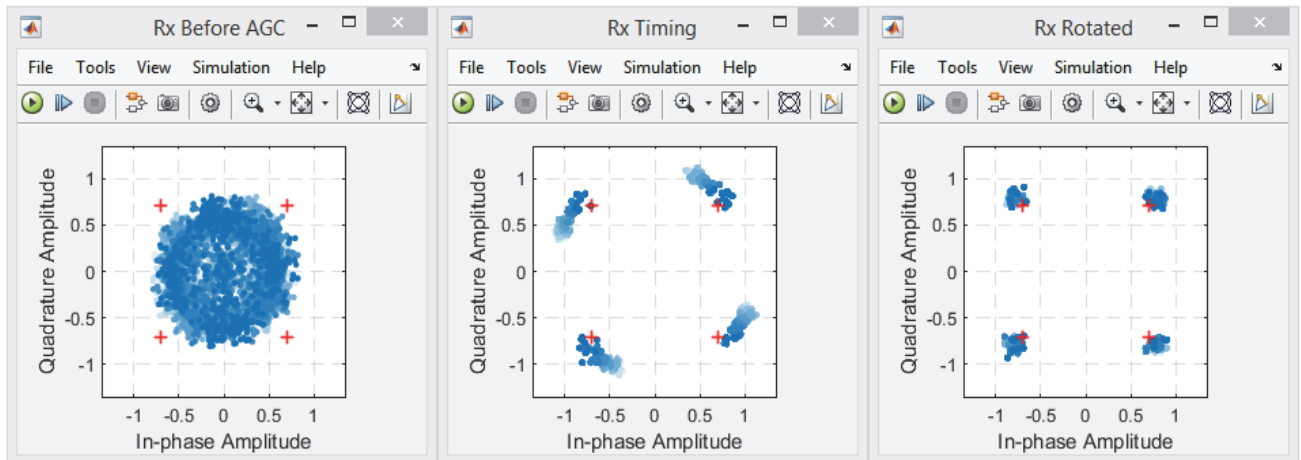 Rx Before AGC
File Tools View Simulation Help
Quadrature Amplitude
1
0.5
0
-0.5
-1
-1 -0.5 0 0.5 1
In-phase Amplitude
Rx Timing
File Tools View Simulation Help
Quadrature Amplitude
1
0.5
0
-0.5
-1
-1 -0.5 0 0.5 1
In-phase Amplitude
Rx Rotated
File Tools View Simulation Help
Quadrature Amplitude
1
0.5
0
-0.5
-1
-1 -0.5 0 0.5 1
In-phase Amplitude